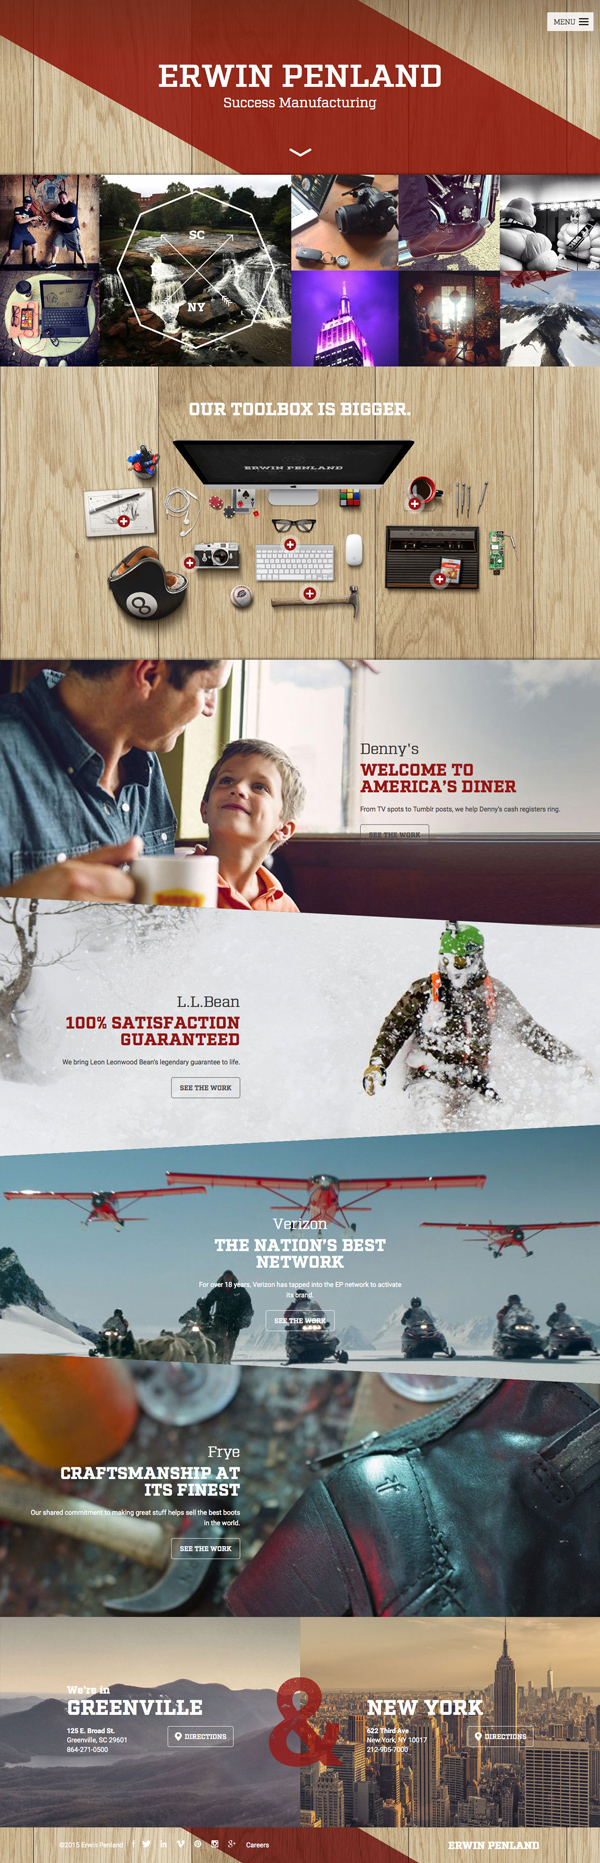 MENU
ERWIN PENLAND
Success Manufacturing
SC
NY
OUR TOOLBOX IS BIGGER.
ERWIN PENLAND
8
Denny's
WELCOME TO
AMERICA'S DINER
From TV spots to Tumblr posts, we help Denny's cash registers ring.
SEE THE WORK
L.L.Bean
100% SATISFACTION
GUARANTEED
We bring Leon Leonwood Bean's legendary guarantee to life.
SEE THE WORK
Verizon
THE NATION'S BEST
NETWORK
For over 18 years, Verizon has tapped into the EP network to activate
its brand.
SEE THE WORK
Frye
CRAFTSMANSHIP AT
ITS FINEST
Our shared commitment to making great stuff helps sell the best boots
in the world.
SEE THE WORK
We're in
GREENVILLE
125 E. Broad St.
Greenville, SC 29601
864-271-0500
DIRECTIONS
&
NEW YORK
622 Third Ave
New York, NY 10017
212-905-7000
DIRECTIONS
©2015 Erwin Penland
Careers
ERWIN PENLAND